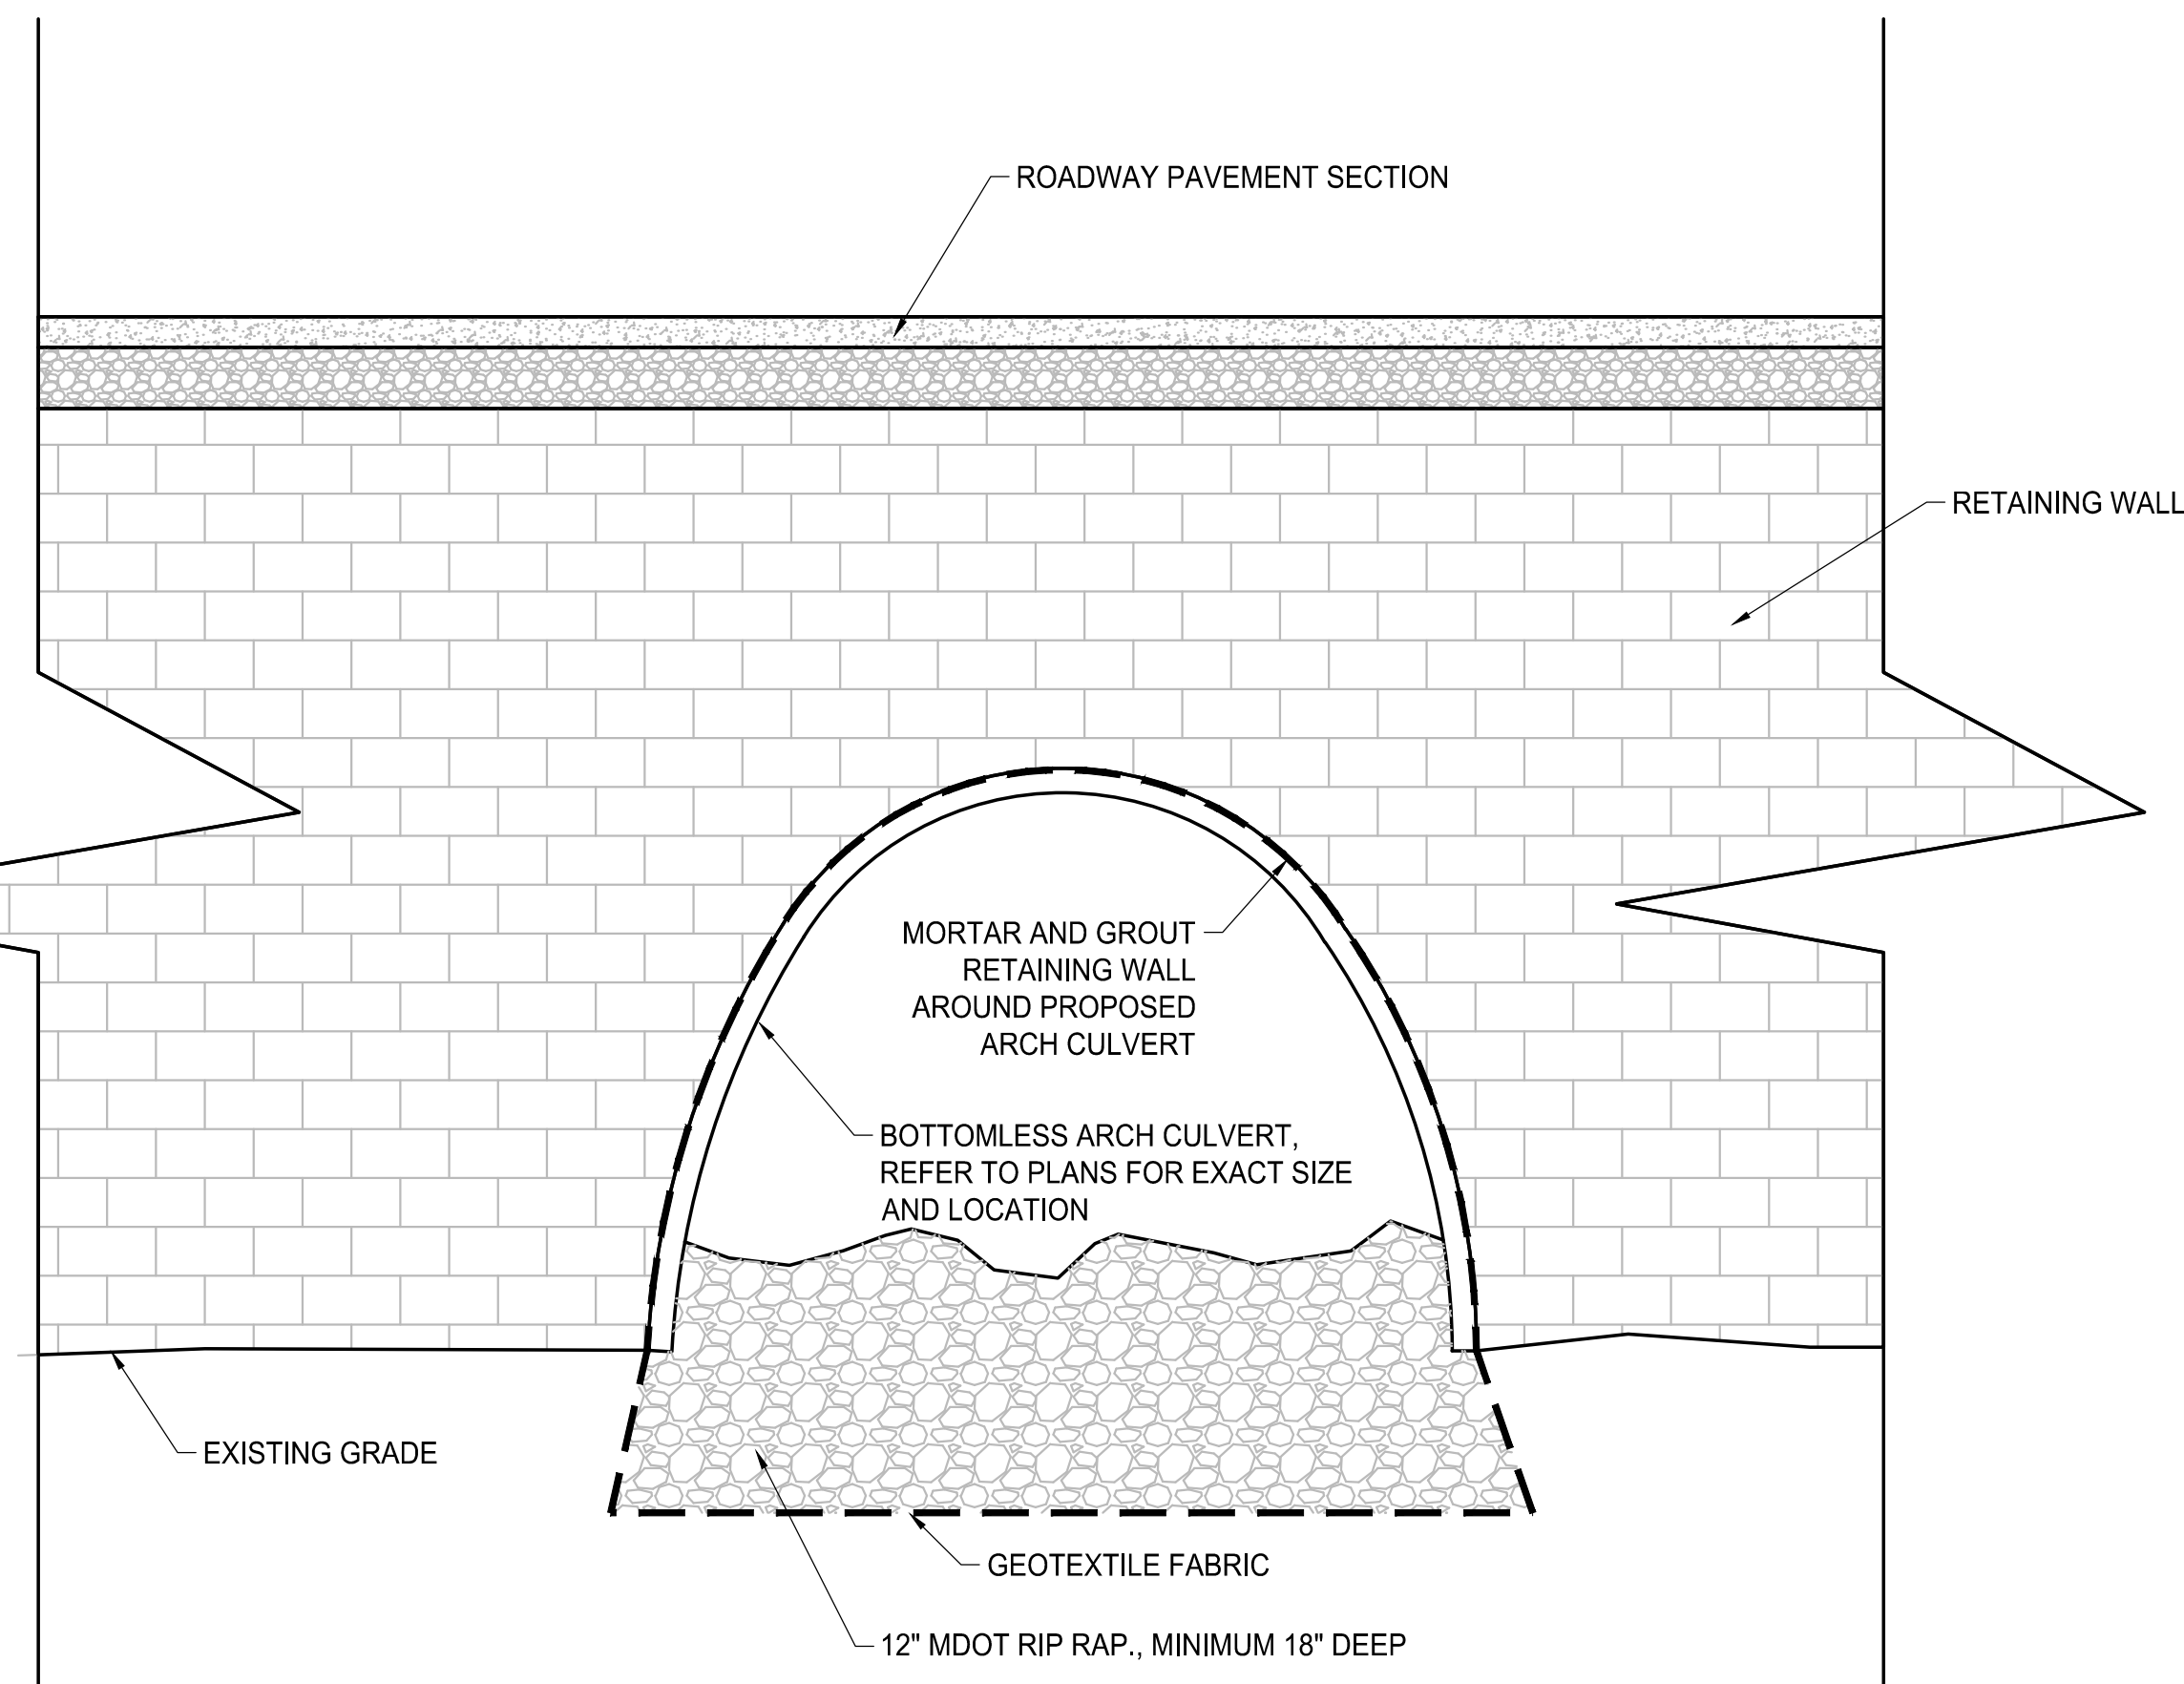 ROADWAY PAVEMENT SECTION
RETAINING WALL
MORTAR AND GROUT
RETAINING WALL
AROUND PROPOSED
ARCH CULVERT
BOTTOMLESS ARCH CULVERT,
REFER TO PLANS FOR EXACT SIZE
AND LOCATION
EXISTING GRADE
GEOTEXTILE FABRIC
12" MDOT RIP RAP., MINIMUM 18" DEEP